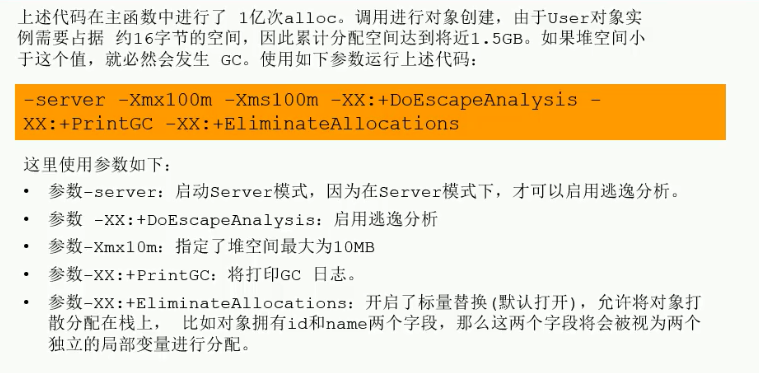 上述代码在主函数中进行了 1亿次alloc。调用进行对象创建，由于User对象实
例需要占据 约16字节的空间，因此累计分配空间达到将近1.5GB。如果堆空间小
于这个值，就必然会发生 GC。使用如下参数运行上述代码：
-server -Xmx100m -Xms100m -XX:+DoEscapeAnalysis -
XX:+PrintGC -XX:+EliminateAllocations
这里使用参数如下：
• 参数-server：启动Server模式，因为在Server模式下，才可以启用逃逸分析。
• 参数 -XX:+DoEscapeAnalysis：启用逃逸分析
• 参数-Xmx10m：指定了堆空间最大为10MB
• 参数-XX:+PrintGC：将打印GC 日志。
• 参数-XX:+EliminateAllocations：开启了标量替换(默认打开)，允许将对象打
散分配在栈上， 比如对象拥有id和name两个字段，那么这两个字段将会被视为两个
独立的局部变量进行分配。